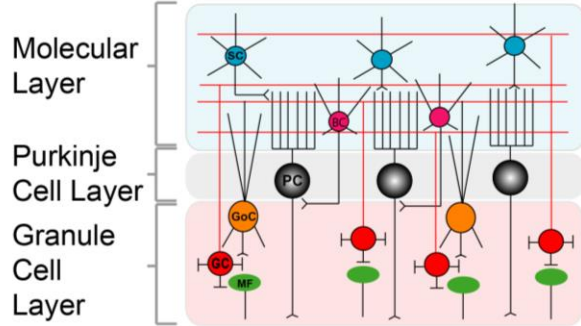 Molecular
Layer
Purkinje
Cell Layer
Granule
Cell
Layer
SC
BC
PC
GoC
GC
MF